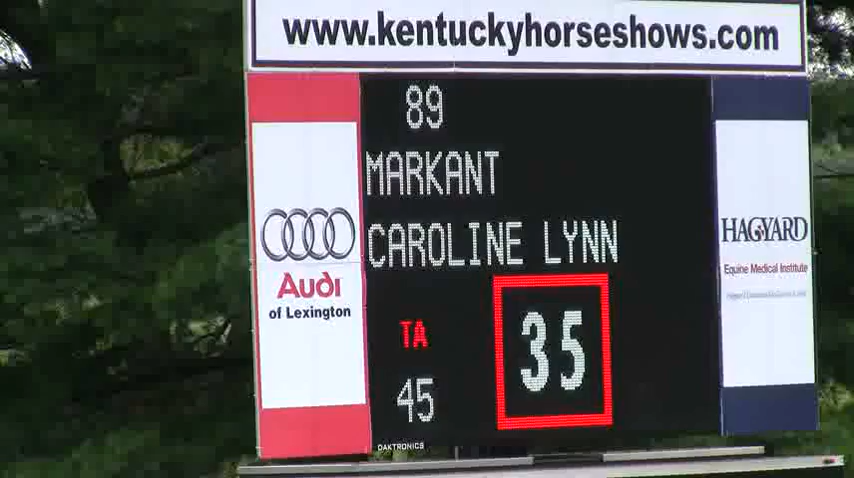 www.kentuckyhorseshows.com
89
MARKANT
CAROLINE LYNN
TA
45
35
DAKTRONICS
Audi
of Lexington
HAGYARD
Equine Medical Institute